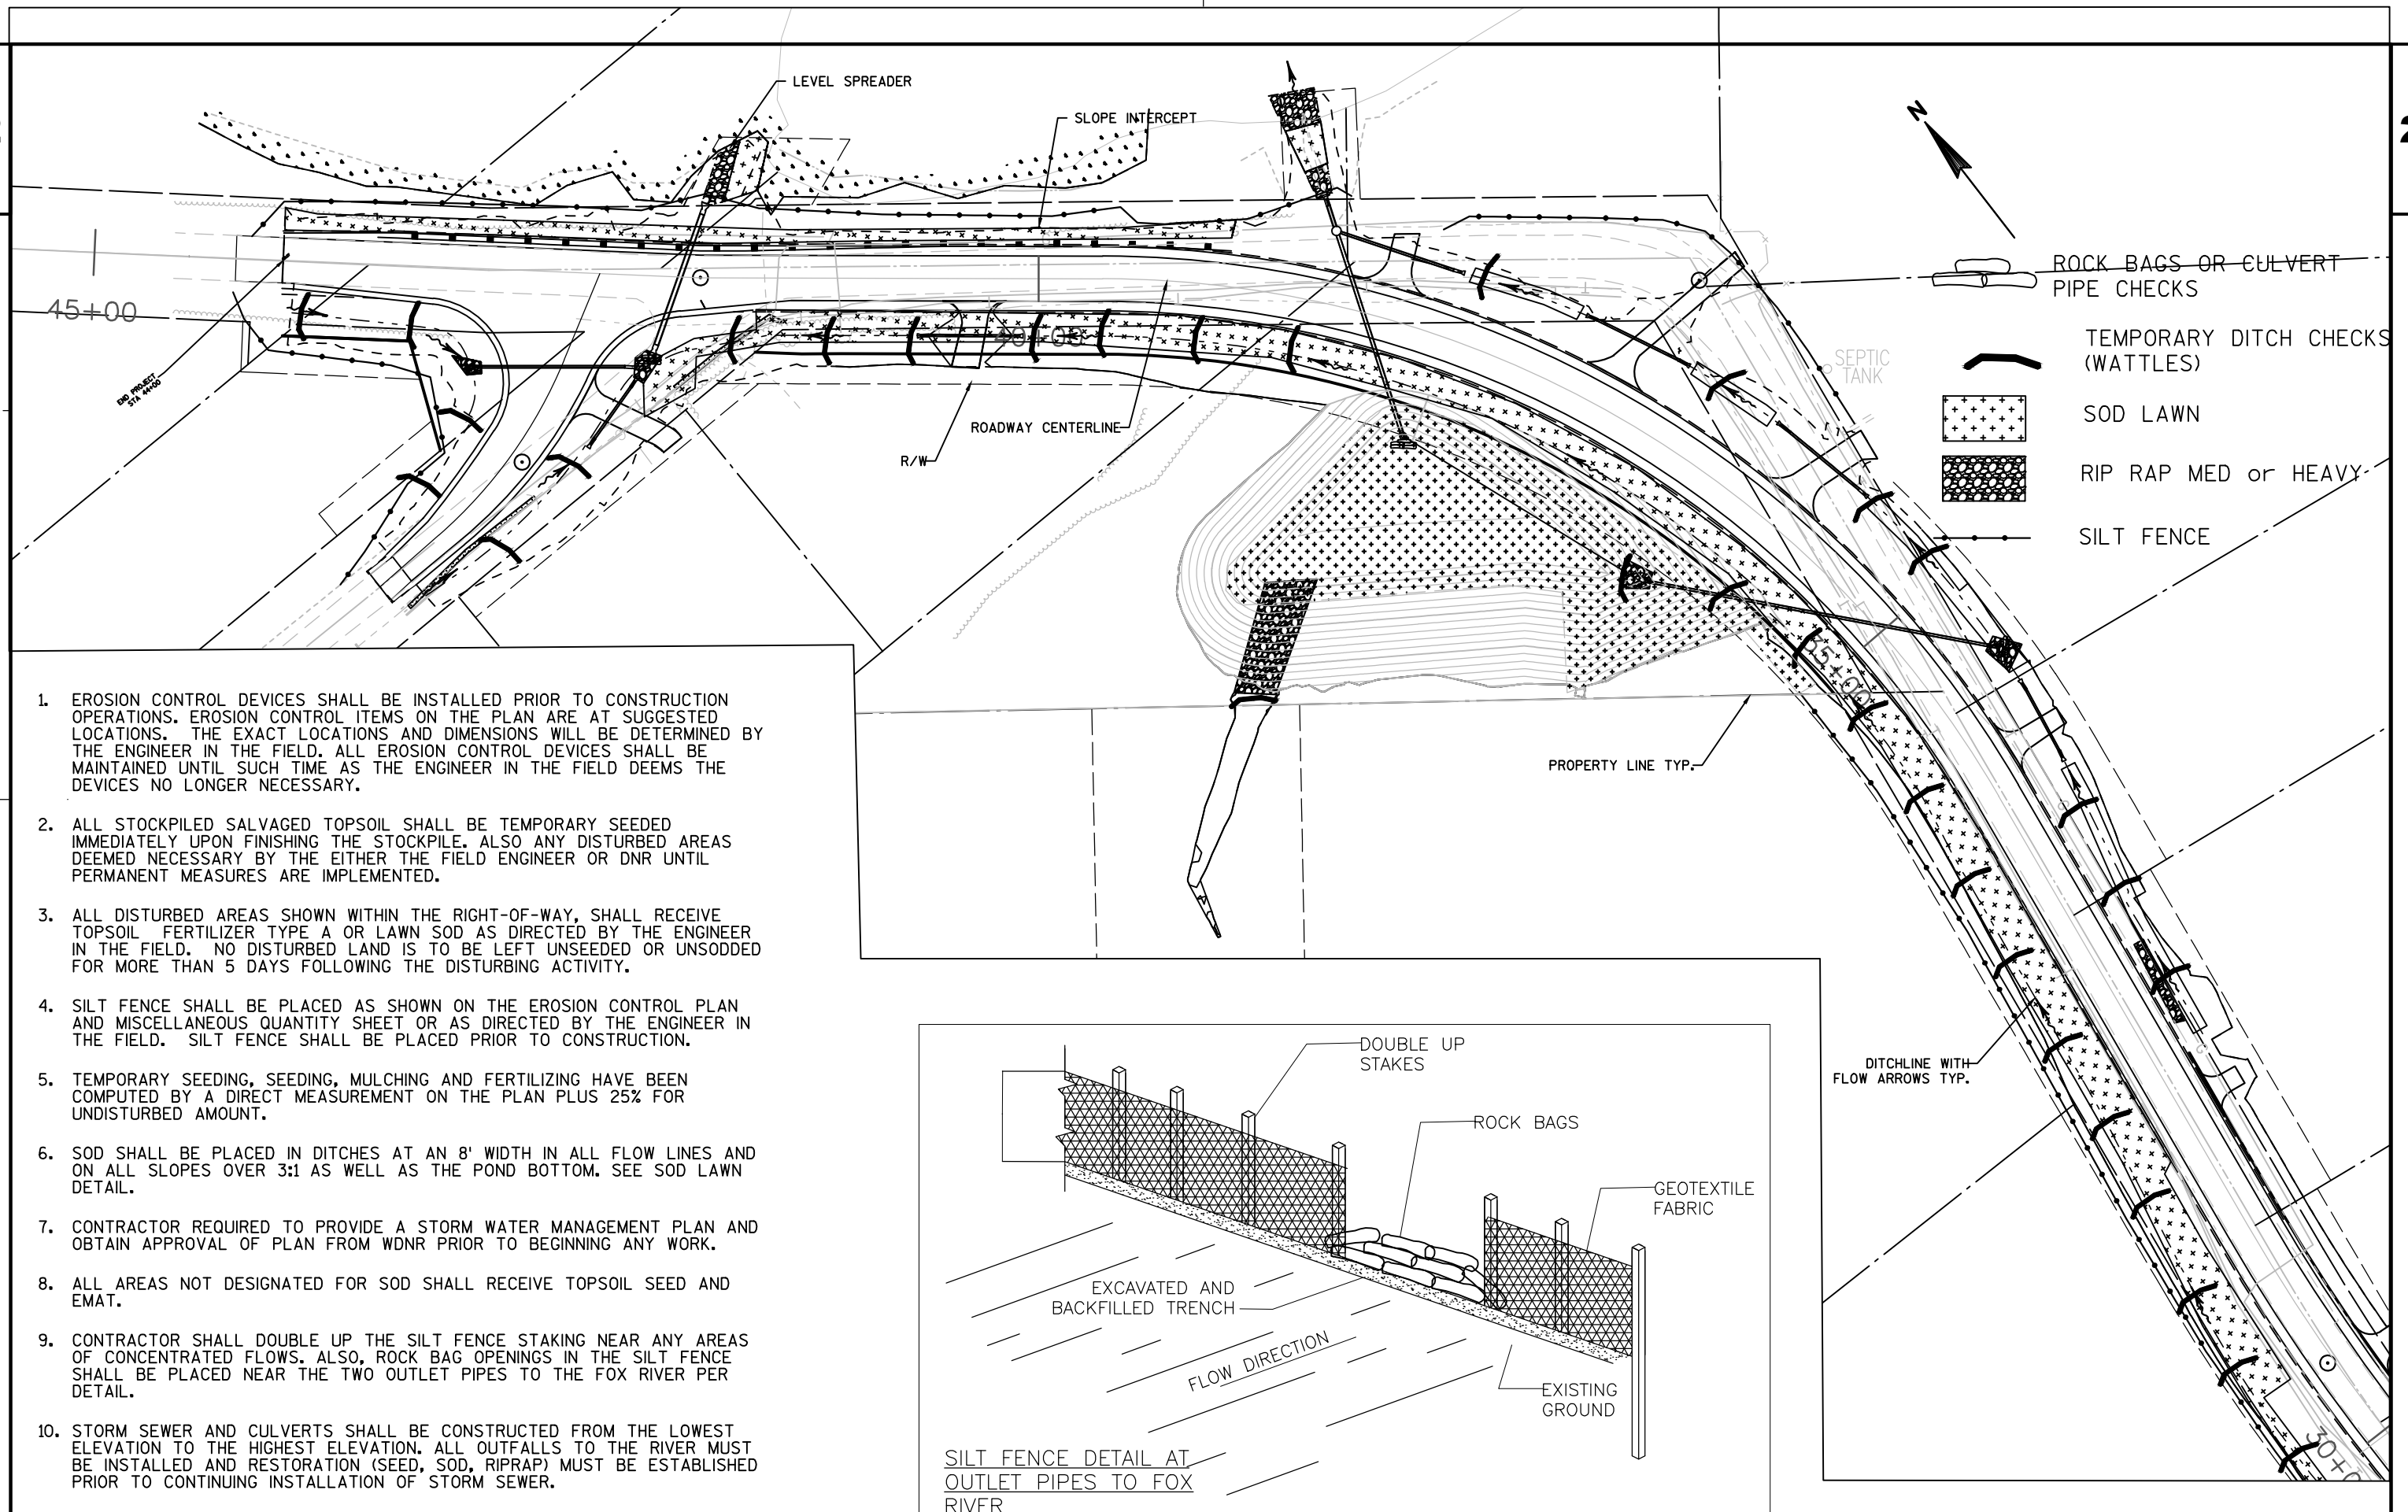 LEVEL SPREADER
SLOPE INTERCEPT
N
45+00
END PROJECT
STA 44+00
40+00
ROADWAY CENTERLINE
R/W
SEPTIC
TANK
35+00
PROPERTY LINE TYP.
DITCHLINE WITH
FLOW ARROWS TYP.
ROCK BAGS OR CULVERT
PIPE CHECKS
TEMPORARY DITCH CHECKS
(WATTLES)
SOD LAWN
RIP RAP MED or HEAVY
SILT FENCE
1. EROSION CONTROL DEVICES SHALL BE INSTALLED PRIOR TO CONSTRUCTION
OPERATIONS. EROSION CONTROL ITEMS ON THE PLAN ARE AT SUGGESTED
LOCATIONS. THE EXACT LOCATIONS AND DIMENSIONS WILL BE DETERMINED BY
THE ENGINEER IN THE FIELD. ALL EROSION CONTROL DEVICES SHALL BE
MAINTAINED UNTIL SUCH TIME AS THE ENGINEER IN THE FIELD DEEMS THE
DEVICES NO LONGER NECESSARY.
2. ALL STOCKPILED SALVAGED TOPSOIL SHALL BE TEMPORARY SEEDED
IMMEDIATELY UPON FINISHING THE STOCKPILE. ALSO ANY DISTURBED AREAS
DEEMED NECESSARY BY THE EITHER THE FIELD ENGINEER OR DNR UNTIL
PERMANENT MEASURES ARE IMPLEMENTED.
3. ALL DISTURBED AREAS SHOWN WITHIN THE RIGHT-OF-WAY, SHALL RECEIVE
TOPSOIL FERTILIZER TYPE A OR LAWN SOD AS DIRECTED BY THE ENGINEER
IN THE FIELD. NO DISTURBED LAND IS TO BE LEFT UNSEEDED OR UNSODDED
FOR MORE THAN 5 DAYS FOLLOWING THE DISTURBING ACTIVITY.
4. SILT FENCE SHALL BE PLACED AS SHOWN ON THE EROSION CONTROL PLAN
AND MISCELLANEOUS QUANTITY SHEET OR AS DIRECTED BY THE ENGINEER IN
THE FIELD. SILT FENCE SHALL BE PLACED PRIOR TO CONSTRUCTION.
5. TEMPORARY SEEDING, SEEDING, MULCHING AND FERTILIZING HAVE BEEN
COMPUTED BY A DIRECT MEASUREMENT ON THE PLAN PLUS 25% FOR
UNDISTURBED AMOUNT.
6. SOD SHALL BE PLACED IN DITCHES AT AN 8' WIDTH IN ALL FLOW LINES AND
ON ALL SLOPES OVER 3:1 AS WELL AS THE POND BOTTOM. SEE SOD LAWN
DETAIL.
7. CONTRACTOR REQUIRED TO PROVIDE A STORM WATER MANAGEMENT PLAN AND
OBTAIN APPROVAL OF PLAN FROM WDNR PRIOR TO BEGINNING ANY WORK.
8. ALL AREAS NOT DESIGNATED FOR SOD SHALL RECEIVE TOPSOIL SEED AND
EMAT.
9. CONTRACTOR SHALL DOUBLE UP THE SILT FENCE STAKING NEAR ANY AREAS
OF CONCENTRATED FLOWS. ALSO, ROCK BAG OPENINGS IN THE SILT FENCE
SHALL BE PLACED NEAR THE TWO OUTLET PIPES TO THE FOX RIVER PER
DETAIL.
10. STORM SEWER AND CULVERTS SHALL BE CONSTRUCTED FROM THE LOWEST
ELEVATION TO THE HIGHEST ELEVATION. ALL OUTFALLS TO THE RIVER MUST
BE INSTALLED AND RESTORATION (SEED, SOD, RIPRAP) MUST BE ESTABLISHED
PRIOR TO CONTINUING INSTALLATION OF STORM SEWER.
DOUBLE UP
STAKES
ROCK BAGS
GEOTEXTILE
FABRIC
EXCAVATED AND
BACKFILLED TRENCH
FLOW DIRECTION
EXISTING
GROUND
SILT FENCE DETAIL AT
OUTLET PIPES TO FOX
RIVER